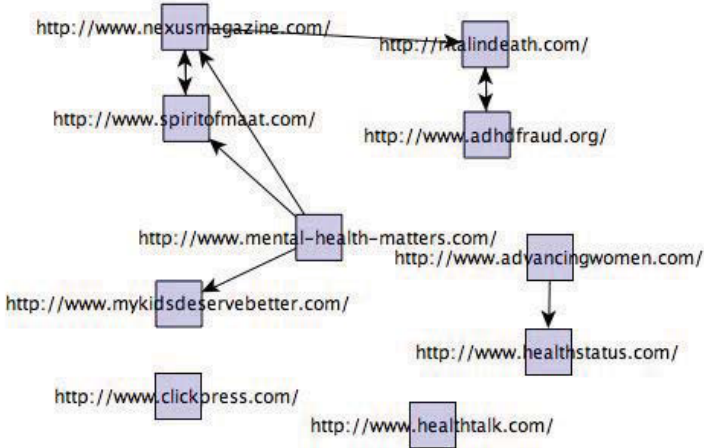 http://www.nexusmagazine.com/
http://ritalindeath.com/
http://www.spiritofmaat.com/
http://www.adhdfraud.org/
http://www.mental-health-matters.com/
http://www.advancingwomen.com/
http://www.mykidsdeservebetter.com/
http://www.healthstatus.com/
http://www.clickpress.com/
http://www.healthtalk.com/